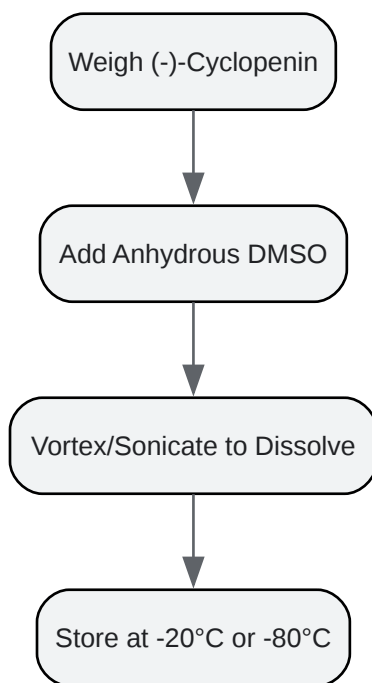 Weigh (-)-Cyclopenin
Add Anhydrous DMSO
Vortex/Sonicate to Dissolve
Store at -20°C or -80°C